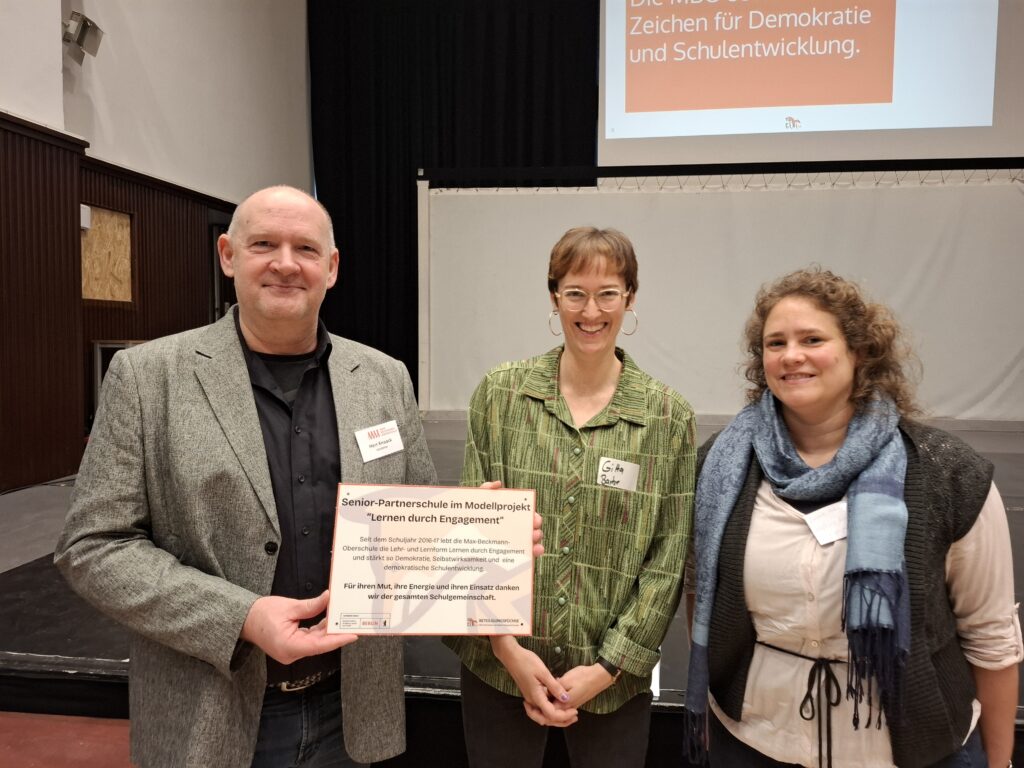 Zeichen für Demokratie
und Schulentwicklung.
Gitta
Senior-Partnerschule im Modellprojekt
"Lernen durch Engagement"
Seit dem Schuljahr 2016-17 lebt die Max-Beckmann-
Oberschule die Lehr- und Lernform Lernen durch Engagement
und stärkt so Demokratie, Selbatwirksamkeit und eine
demokratische Schulentwicklung.
Für ihren Mut, ihre Energie und ihren Einsatz danken
wir der gesamten Schulgemeinschaft.
BERLIN
BETEILIGUNGSFÜCHSE